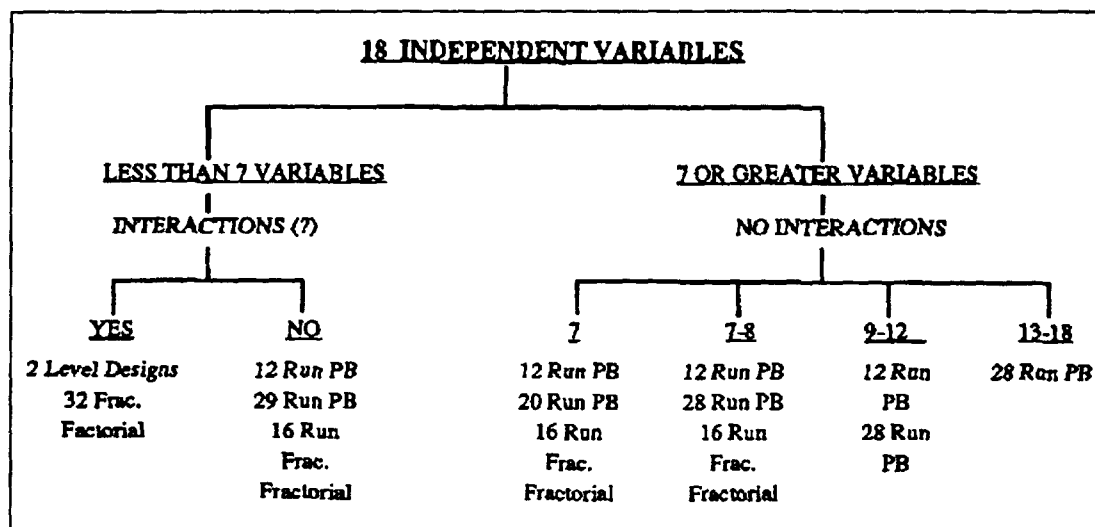 18 INDEPENDENT VARIABLES
LESS THAN 7 VARIABLES
7 OR GREATER VARIABLES
INTERACTIONS (?)
NO INTERACTIONS
YES
NO
7
7-8
9-12
13-18
2 Level Designs
32 Frac.
Factorial
12 Run PB
29 Run PB
16 Run
Frac.
Fractorial
12 Run PB
20 Run PB
16 Run
Frac.
Fractorial
12 Run PB
28 Run PB
16 Run
Frac.
Fractorial
12 Run
PB
28 Run
PB
28 Run PB